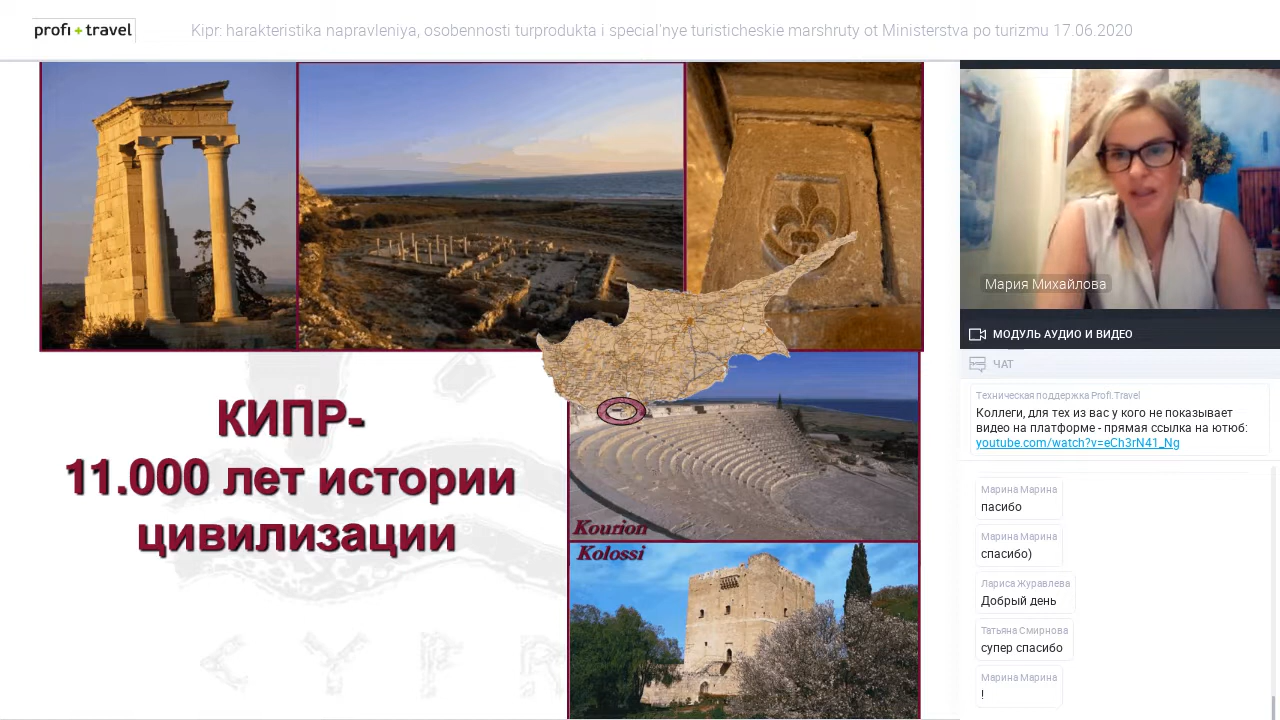 profi + travel
Kipr: harakteristika napravleniya, osobennosti turprodukta i special'nye turisticheskie marshruty ot Ministerstva po turizmu 17.06.2020
КИПР-
11.000 лет истории
цивилизации
Kourion
Kolossi
K Y P R
Мария Михайлова
МОДУЛЬ АУДИО И ВИДЕО
ЧАТ
Техническая поддержка Profi.Travel
Коллеги, для тех из вас у кого не показывает
видео на платформе - прямая ссылка на ютюб:
youtube.com/watch?v=eCh3rN41_Ng
Марина Марина
пасибо
Марина Марина
спасибо)
Лариса Журавлева
Добрый день
Татьяна Смирнова
супер спасибо
Марина Марина
!